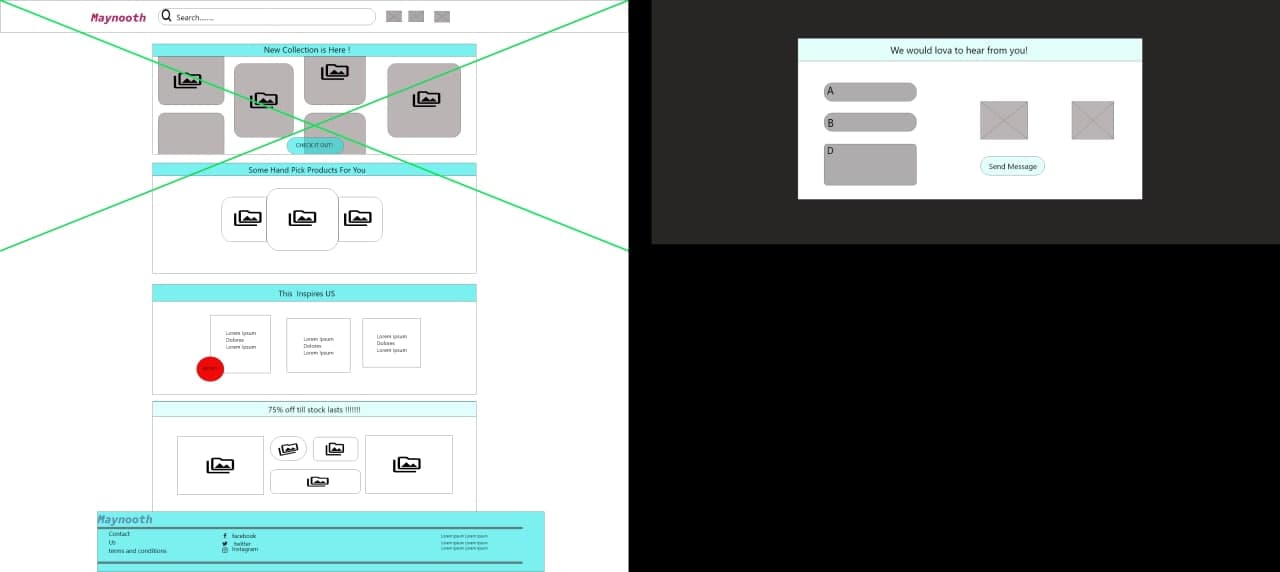 Maynooth
Search.......
New Collection is Here !
CHECK IT OUT!
Some Hand Pick Products For You
This Inspires US
Lorem Ipsum
Dolores
Lorem Ipsum
Lorem Ipsum
Dolores
Lorem Ipsum
Lorem Ipsum
Dolores
Lorem Ipsum
75% off till stock lasts !!!!!!!
Maynooth
Contact
Us
terms and conditions
facebook
twitter
Instagram
Lorem Ipsum Lorem Ipsum
Lorem Ipsum Lorem Ipsum
Lorem Ipsum Lorem Ipsum
We would lova to hear from you!
A
B
D
Send Message